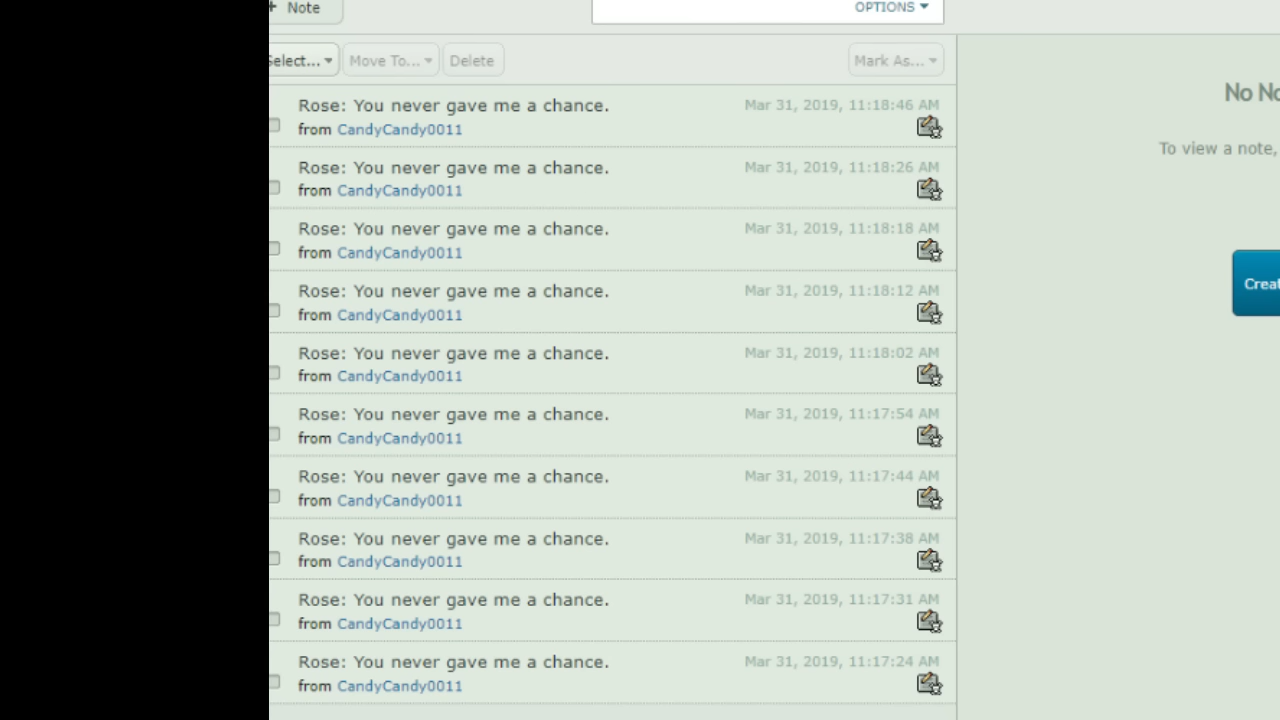 + Note
OPTIONS
Select... Move To... Delete Mark As...
Rose: You never gave me a chance. Mar 31, 2019, 11:18:46 AM
from CandyCandy0011
Rose: You never gave me a chance. Mar 31, 2019, 11:18:26 AM
from CandyCandy0011
Rose: You never gave me a chance. Mar 31, 2019, 11:18:18 AM
from CandyCandy0011
Rose: You never gave me a chance. Mar 31, 2019, 11:18:12 AM
from CandyCandy0011
Rose: You never gave me a chance. Mar 31, 2019, 11:18:02 AM
from CandyCandy0011
Rose: You never gave me a chance. Mar 31, 2019, 11:17:54 AM
from CandyCandy0011
Rose: You never gave me a chance. Mar 31, 2019, 11:17:44 AM
from CandyCandy0011
Rose: You never gave me a chance. Mar 31, 2019, 11:17:38 AM
from CandyCandy0011
Rose: You never gave me a chance. Mar 31, 2019, 11:17:31 AM
from CandyCandy0011
Rose: You never gave me a chance. Mar 31, 2019, 11:17:24 AM
from CandyCandy0011
No No
To view a note,
Creat